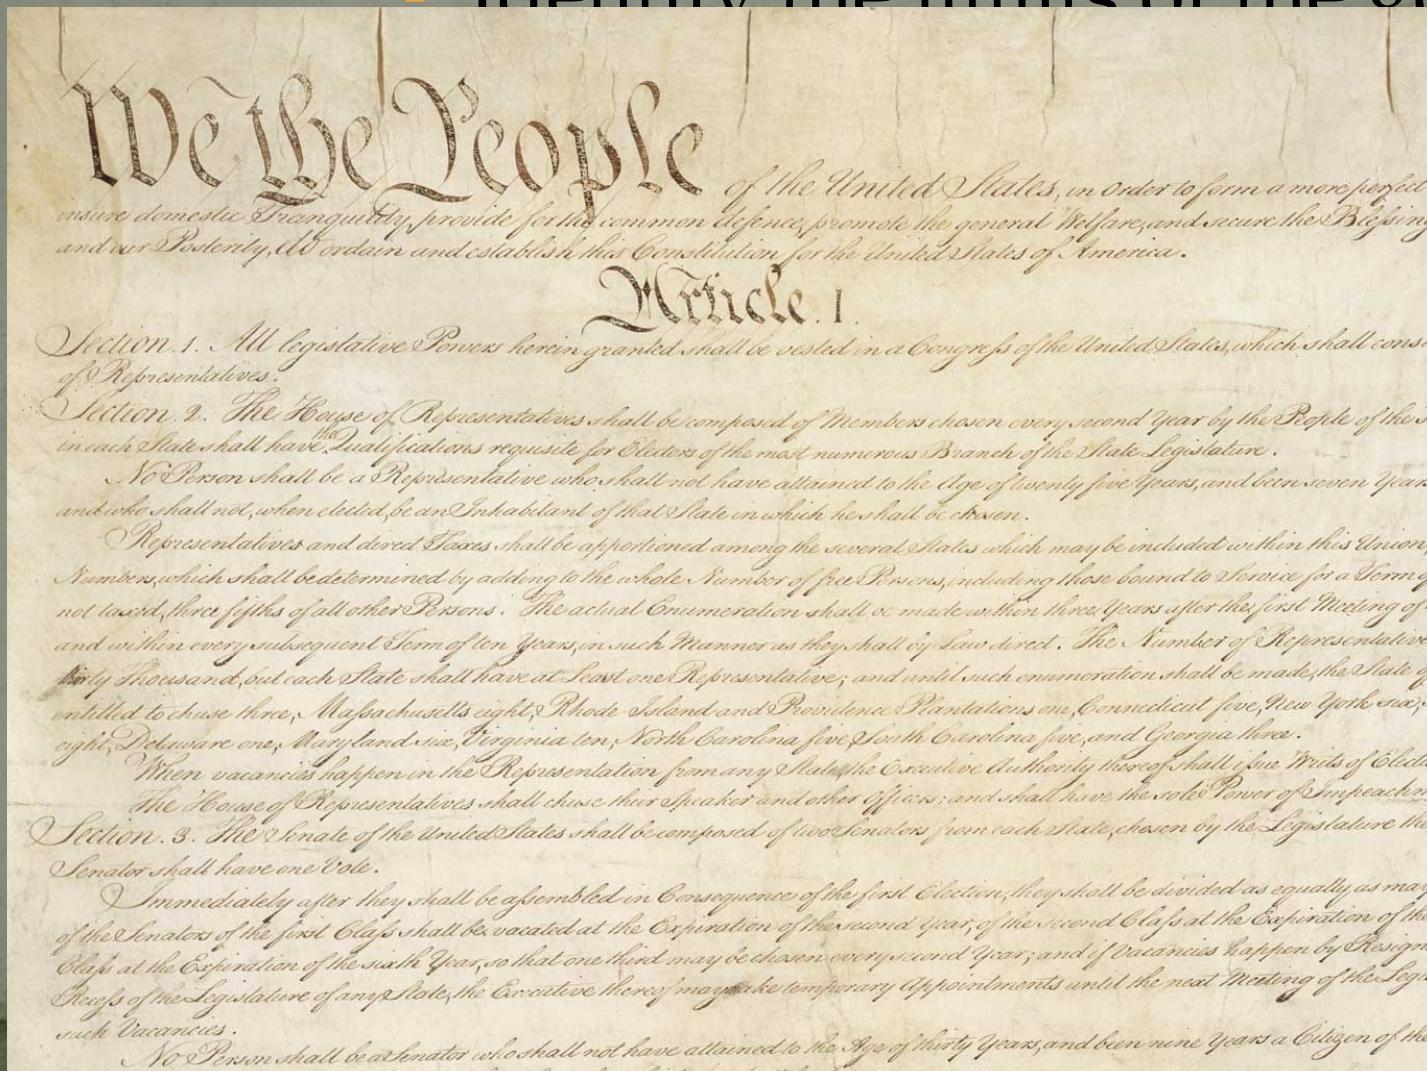 Identify the
We the People of the United States, in Order to form a more perfect
insure domestic Tranquility, provide for the common defence, promote the general Welfare, and secure the Blessing
and our Posterity, do ordain and establish this Constitution for the United States of America.
Article. I.
Section. 1. All legislative Powers herein granted shall be vested in a Congress of the United States, which shall cons
of Representatives.
Section. 2. The House of Representatives shall be composed of Members chosen every second Year by the People of the s
in each State shall have the Qualifications requisite for Electors of the most numerous Branch of the State Legislature.
No Person shall be a Representative who shall not have attained to the Age of twenty five Years, and been seven Years
and who shall not, when elected, be an Inhabitant of that State in which he shall be chosen.
Representatives and direct Taxes shall be apportioned among the several States which may be included within this Union,
Numbers, which shall be determined by adding to the whole Number of free Persons, including those bound to Service for a Term o
not taxed, three fifths of all other Persons. The actual Enumeration shall be made within three Years after the first Meeting of
and within every subsequent Term of ten Years, in such Manner as they shall by Law direct. The Number of Representative
thirty Thousand, but each State shall have at Least one Representative; and until such enumeration shall be made, the State o
entitled to chuse three, Massachusetts eight, Rhode Island and Providence Plantations one, Connecticut five, New York six,
eight, Delaware one, Maryland six, Virginia ten, North Carolina five, South Carolina five, and Georgia three.
When vacancies happen in the Representation from any State, the Executive Authority thereof shall issue Writs of Electi
The House of Representatives shall chuse their Speaker and other Officers; and shall have the sole Power of Impeachm
Section. 3. The Senate of the United States shall be composed of two Senators from each State, chosen by the Legislature the
Senator shall have one Vote.
Immediately after they shall be assembled in Consequence of the first Election, they shall be divided as equally as may
of the Senators of the first Class shall be vacated at the Expiration of the second Year, of the second Class at the Expiration of the
Class at the Expiration of the sixth Year, so that one third may be chosen every second Year; and if Vacancies happen by Resign
Recess of the Legislature of any State, the Executive thereof may make temporary Appointments until the next Meeting of the Leg
such Vacancies.
No Person shall be a Senator who shall not have attained to the Age of thirty Years, and been nine Years a Citizen of the